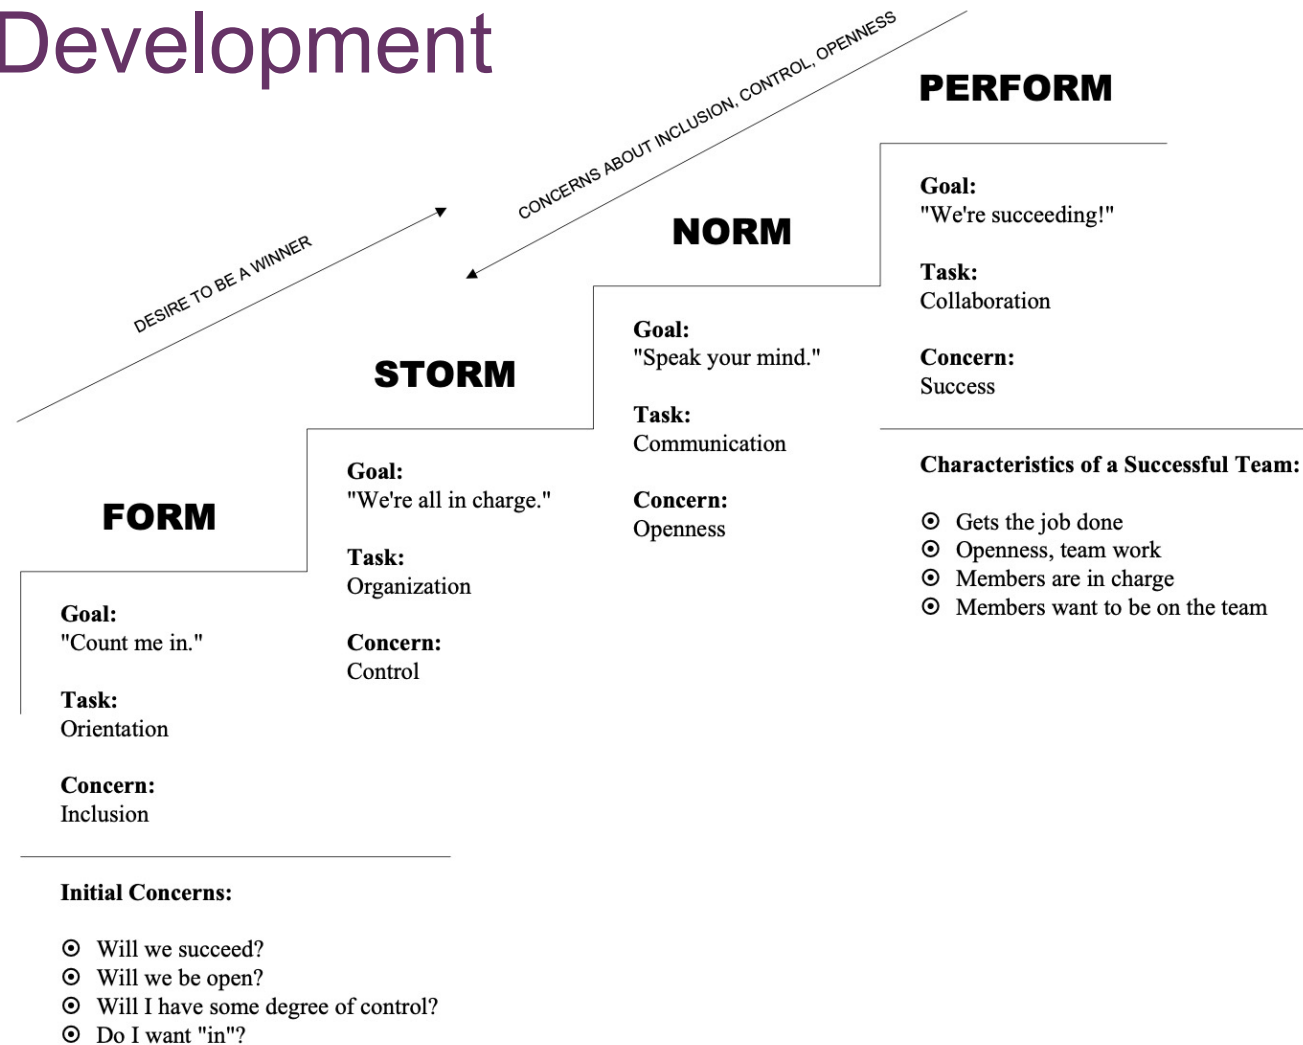 Development
DESIRE TO BE A WINNER
CONCERNS ABOUT INCLUSION, CONTROL, OPENNESS
FORM
Goal:
"Count me in."
Task:
Orientation
Concern:
Inclusion
Initial Concerns:
Will we succeed?
Will we be open?
Will I have some degree of control?
Do I want "in"?
STORM
Goal:
"We're all in charge."
Task:
Organization
Concern:
Control
NORM
Goal:
"Speak your mind."
Task:
Communication
Concern:
Openness
PERFORM
Goal:
"We're succeeding!"
Task:
Collaboration
Concern:
Success
Characteristics of a Successful Team:
Gets the job done
Openness, team work
Members are in charge
Members want to be on the team